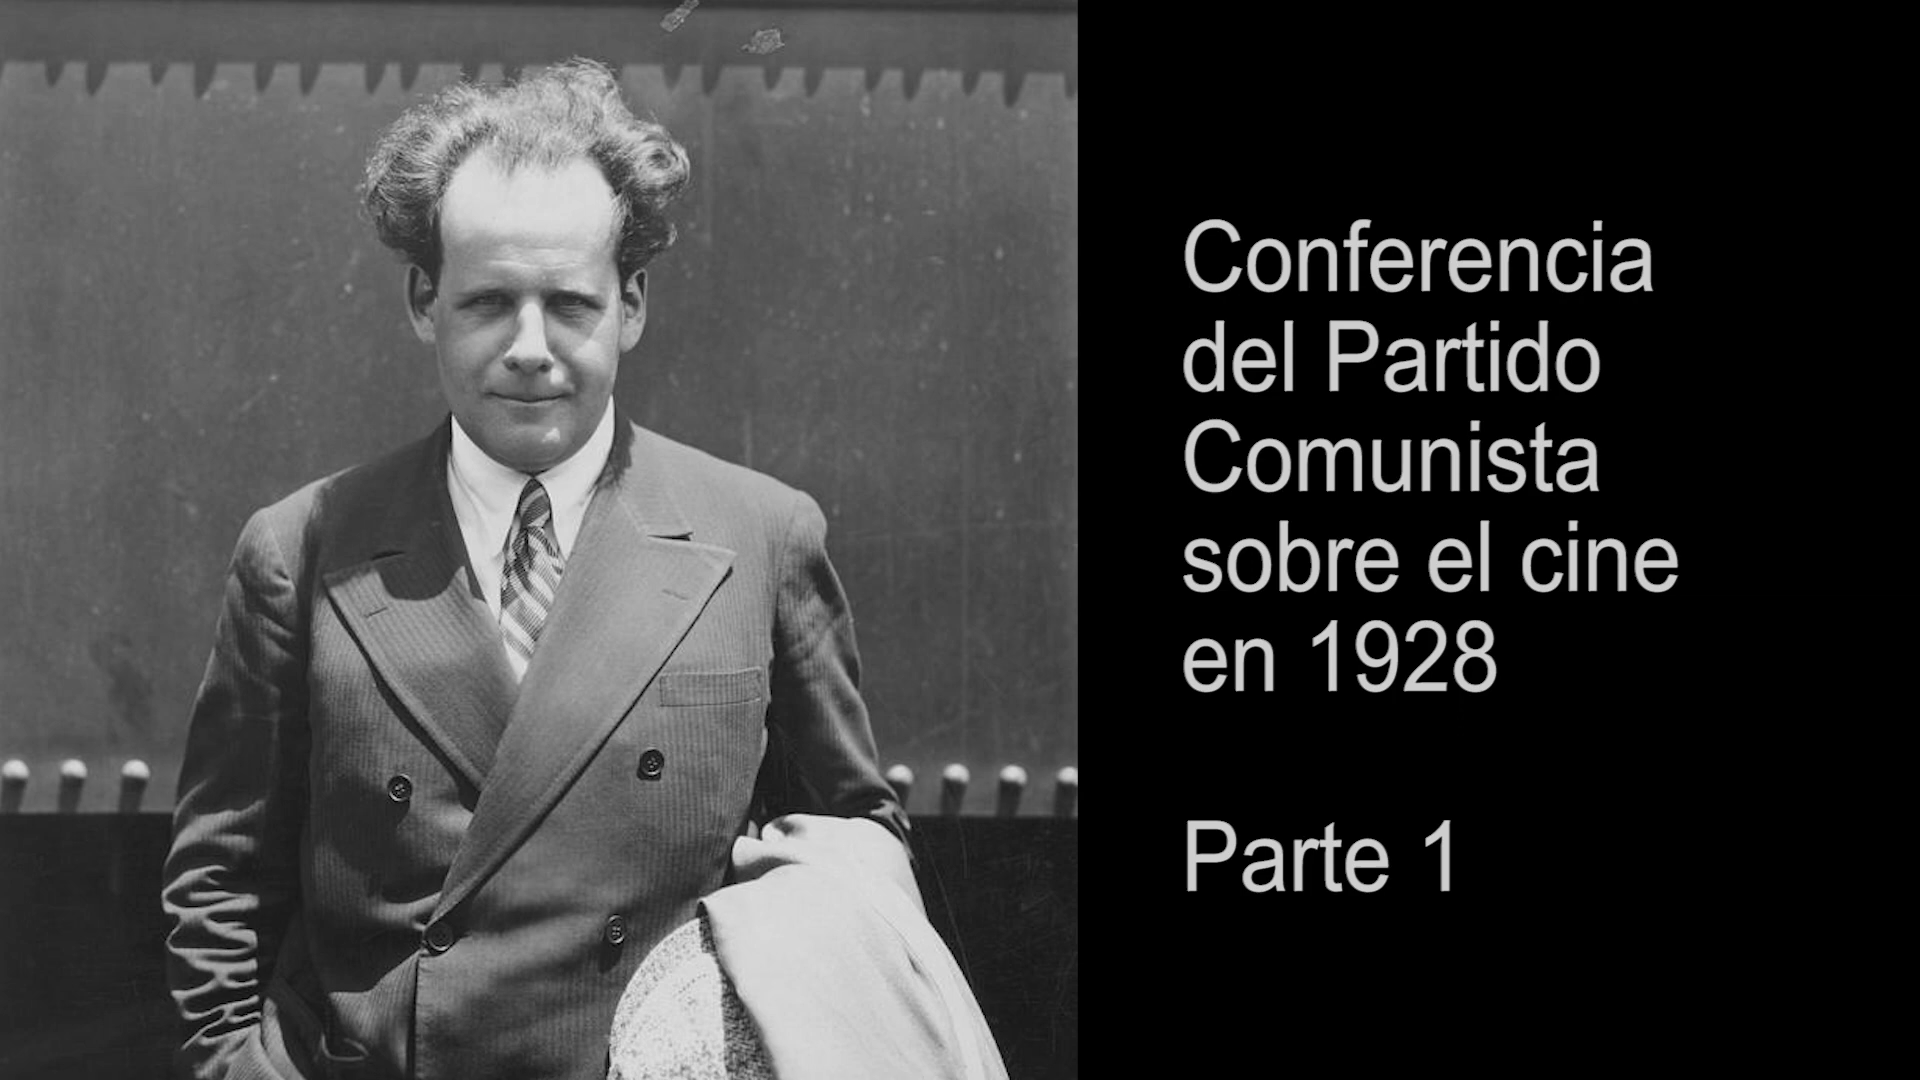 Conferencia
del Partido
Comunista
sobre el cine
en 1928
Parte 1